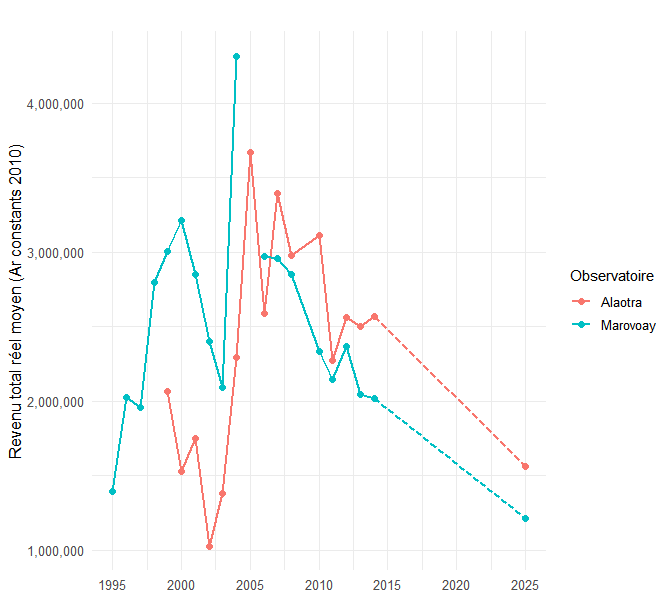 Revenu total réel moyen (Ar constants 2010)
4,000,000
3,000,000
2,000,000
1,000,000
1995 2000 2005 2010 2015 2020 2025
Observatoire
Alaotra
Marovoay